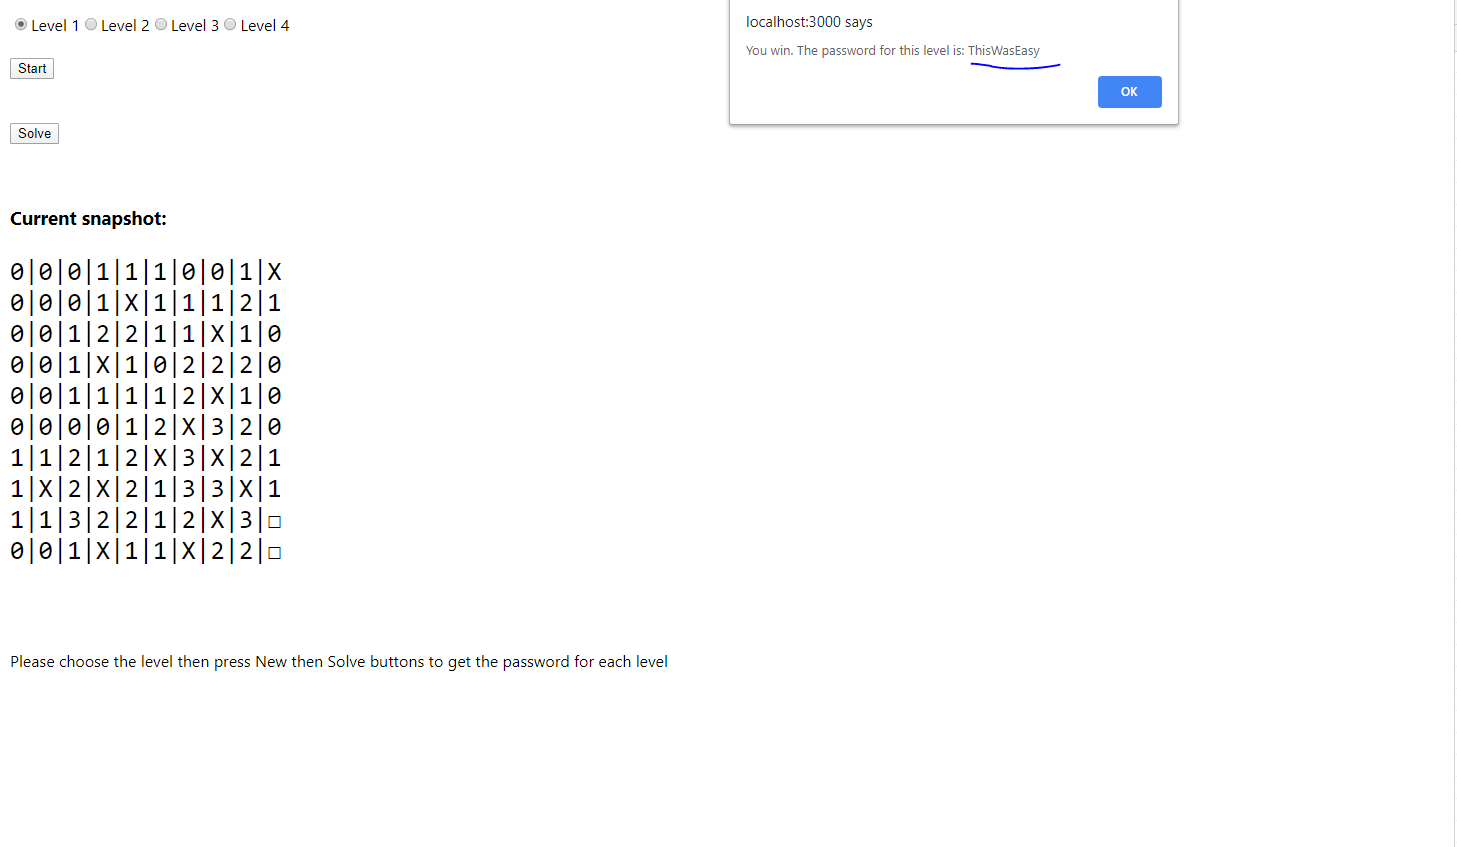 Level 1 Level 2 Level 3 Level 4
localhost:3000 says
You win. The password for this level is: ThisWasEasy
OK
Start
Solve
Current snapshot:
0|0|0|1|1|1|0|0|1|X
0|0|0|1|X|1|1|1|2|1
0|0|1|2|2|1|1|X|1|0
0|0|1|X|1|0|2|2|2|0
0|0|1|1|1|1|2|X|1|0
0|0|0|0|1|2|X|3|2|0
1|1|2|1|2|X|3|X|2|1
1|X|2|X|2|1|3|3|X|1
1|1|3|2|2|1|2|X|3|□
0|0|1|X|1|1|X|2|2|□
Please choose the level then press New then Solve buttons to get the password for each level